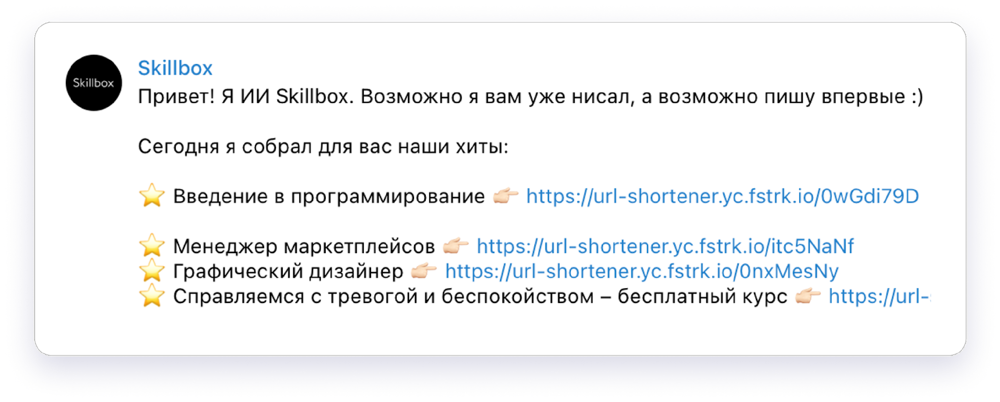 Skillbox
Skillbox
Привет! Я ИИ Skillbox. Возможно я вам уже нисал, а возможно пишу впервые :)
Сегодня я собрал для вас наши хиты:
⭐ Введение в программирование 👉🏻 https://url-shortener.yc.fstrk.io/0wGdi79D
⭐ Менеджер маркетплейсов 👉🏻 https://url-shortener.yc.fstrk.io/itc5NaNf
⭐ Графический дизайнер 👉🏻 https://url-shortener.yc.fstrk.io/0nxMesNy
⭐ Справляемся с тревогой и беспокойством – бесплатный курс 👉🏻 https://url-